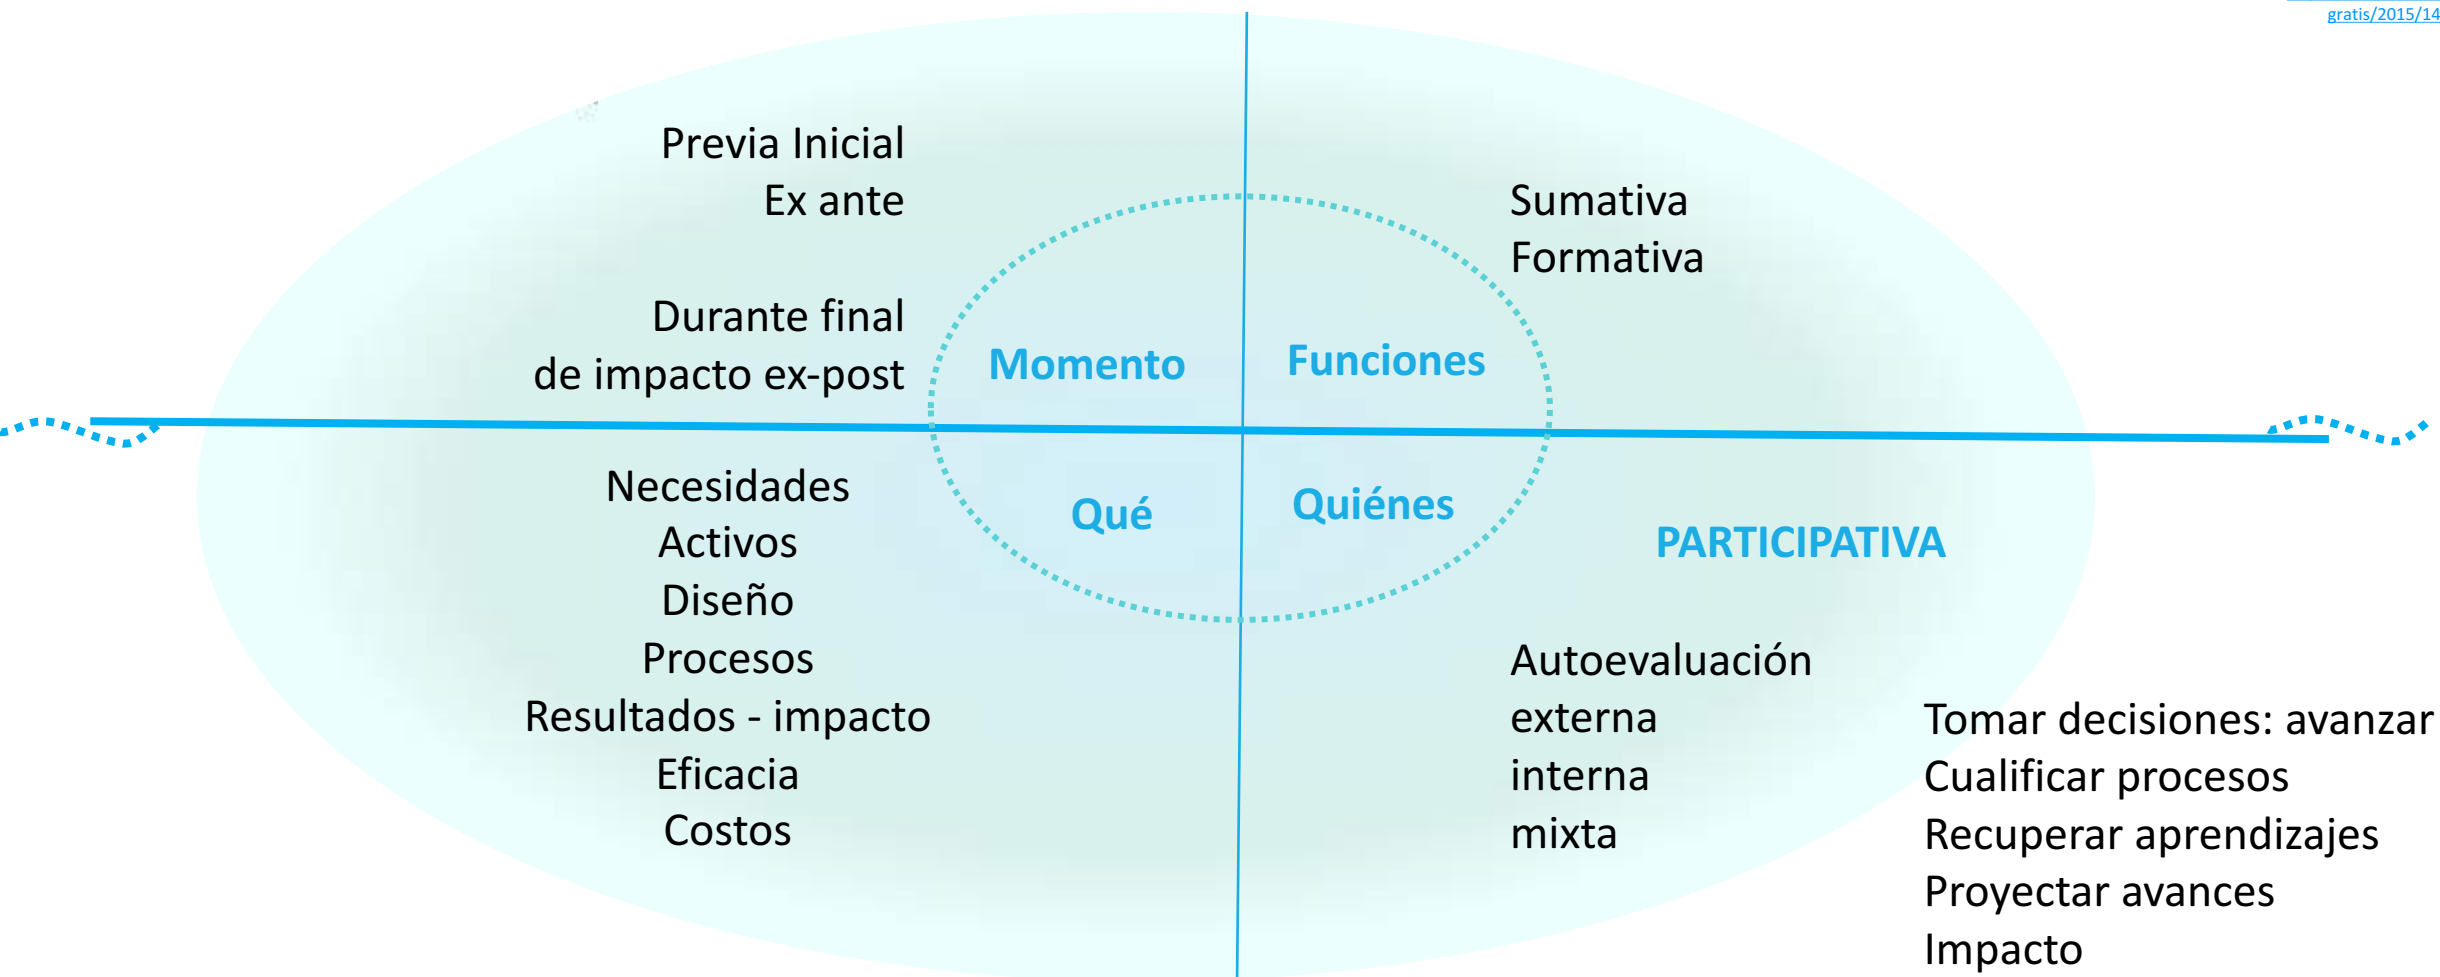 gratis/2015/14
Previa Inicial
Ex ante
Durante final
de impacto ex-post
Momento
Sumativa
Formativa
Funciones
Necesidades
Activos
Diseño
Procesos
Resultados - impacto
Eficacia
Costos
Qué
Quiénes
PARTICIPATIVA
Autoevaluación
externa
interna
mixta
Tomar decisiones: avanzar
Cualificar procesos
Recuperar aprendizajes
Proyectar avances
Impacto